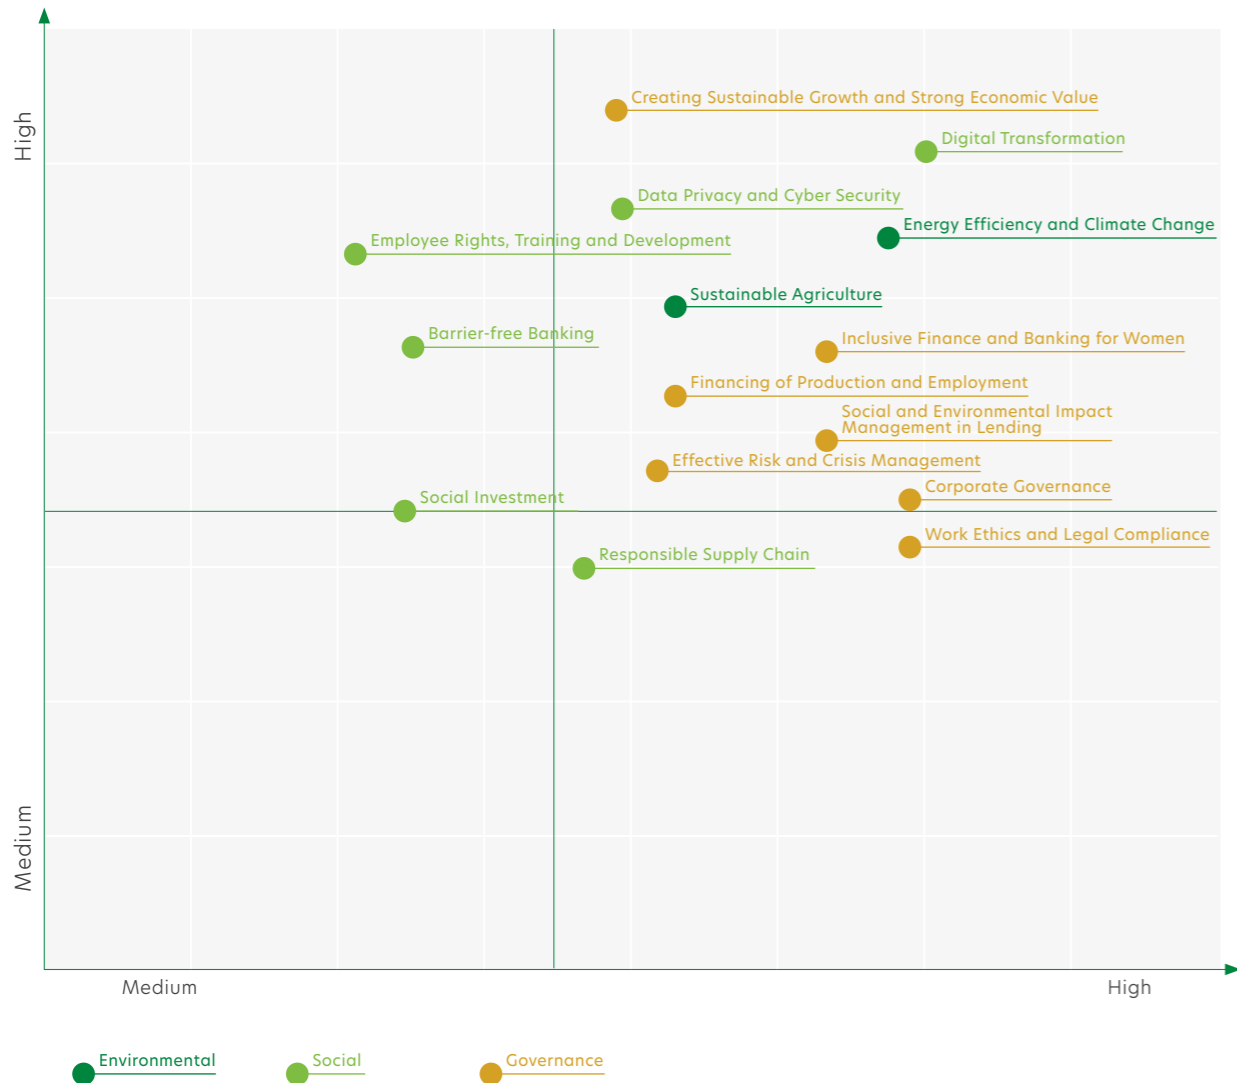 High
Creating Sustainable Growth and Strong Economic Value
Digital Transformation
Data Privacy and Cyber Security
Energy Efficiency and Climate Change
Employee Rights, Training and Development
Sustainable Agriculture
Barrier-free Banking
Inclusive Finance and Banking for Women
Financing of Production and Employment
Social and Environmental Impact
Management in Lending
Effective Risk and Crisis Management
Corporate Governance
Social Investment
Work Ethics and Legal Compliance
Responsible Supply Chain
Medium
Medium
High
Environmental
Social
Governance